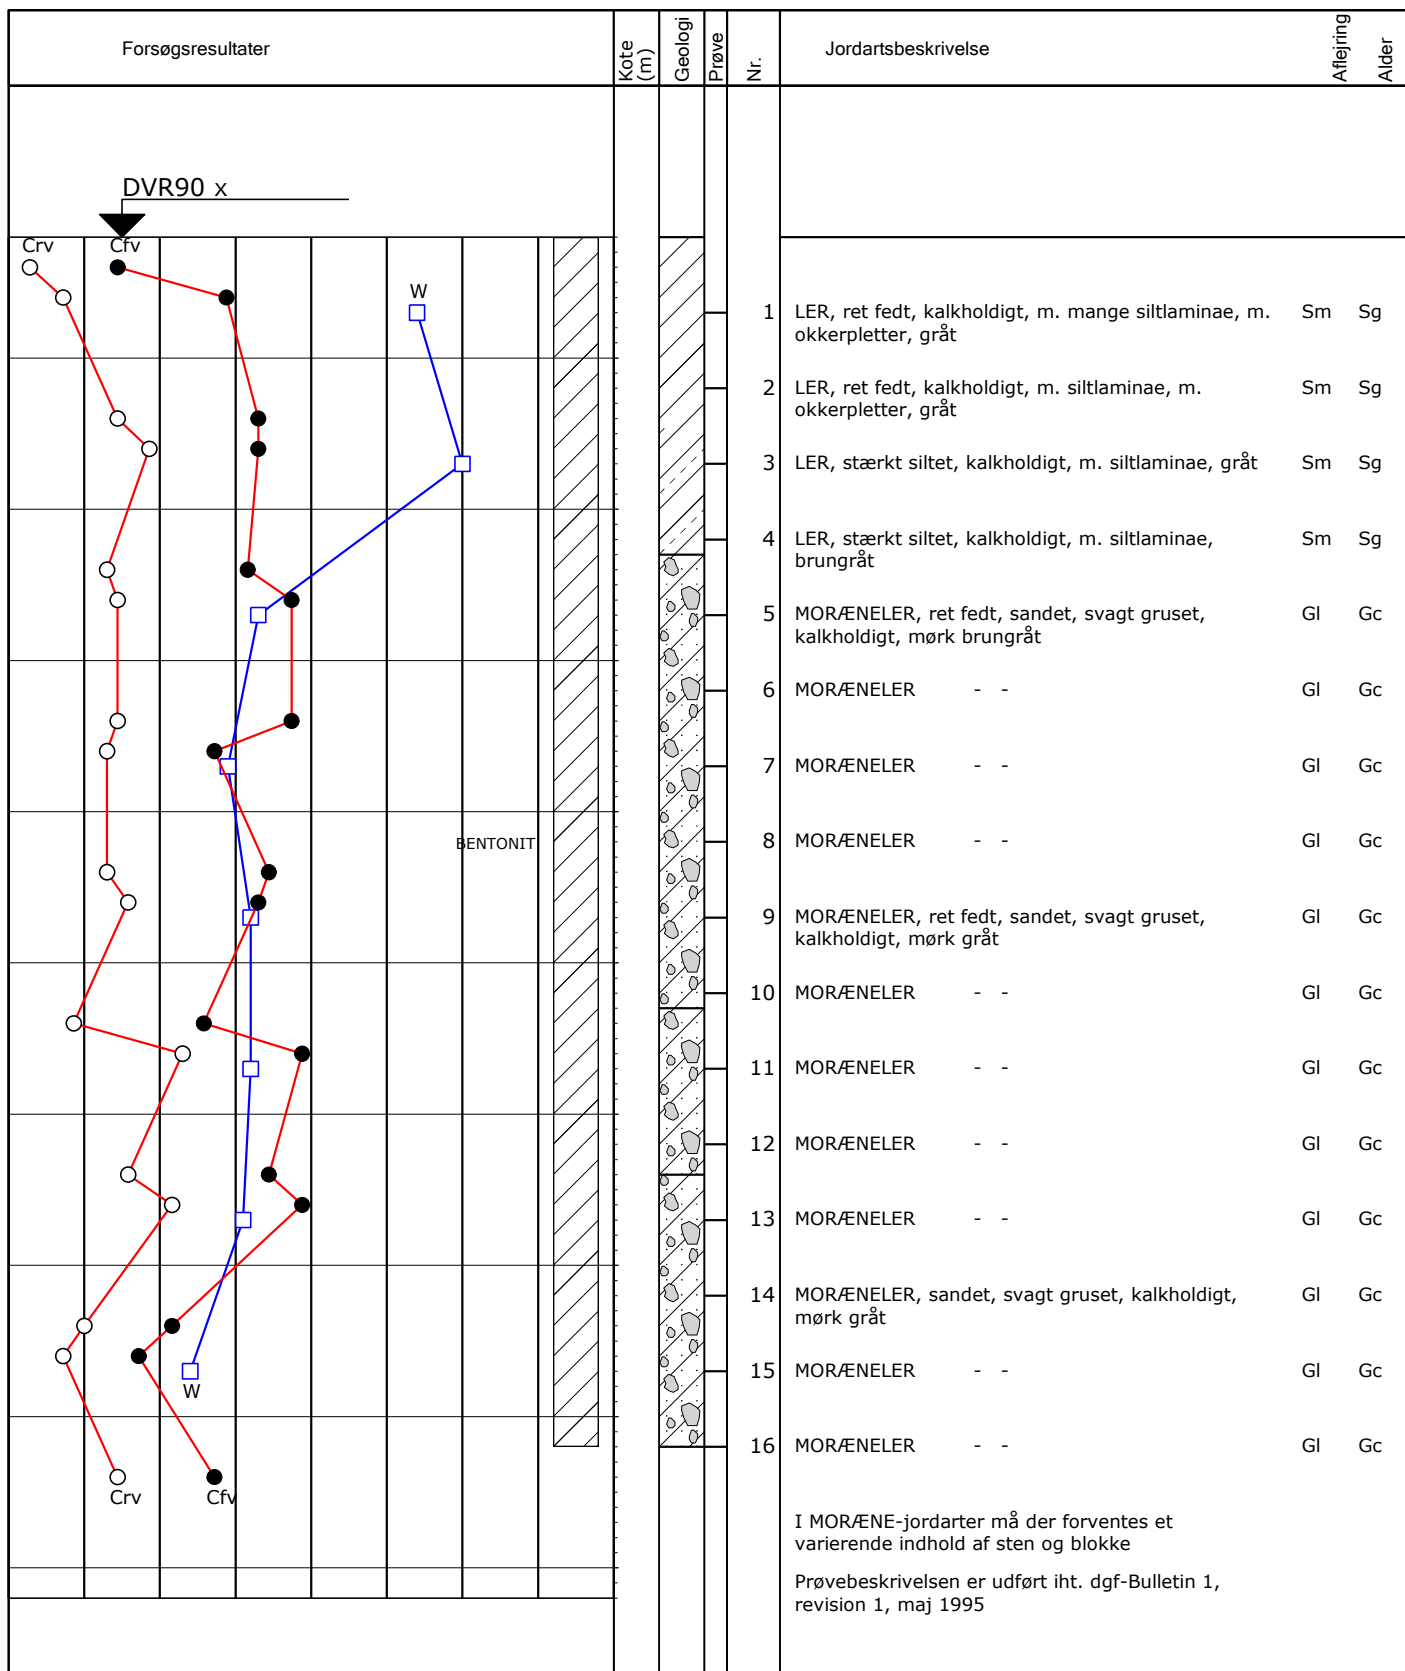 Forsøgsresultater
Kote
(m)
Geologi
Prøve
Nr.
Jordartsbeskrivelse
Aflejring
Alder
DVR90 x
Crv
Cfv
W
1 LER, ret fedt, kalkholdigt, m. mange siltlaminae, m. Sm Sg
okkerpletter, gråt
2 LER, ret fedt, kalkholdigt, m. siltlaminae, m. Sm Sg
okkerpletter, gråt
3 LER, stærkt siltet, kalkholdigt, m. siltlaminae, gråt Sm Sg
4 LER, stærkt siltet, kalkholdigt, m. siltlaminae, Sm Sg
brungråt
5 MORÆNELER, ret fedt, sandet, svagt gruset, Gl Gc
kalkholdigt, mørk brungråt
6 MORÆNELER - - Gl Gc
7 MORÆNELER - - Gl Gc
BENTONIT
8 MORÆNELER - - Gl Gc
9 MORÆNELER, ret fedt, sandet, svagt gruset, Gl Gc
kalkholdigt, mørk gråt
10 MORÆNELER - - Gl Gc
11 MORÆNELER - - Gl Gc
12 MORÆNELER - - Gl Gc
13 MORÆNELER - - Gl Gc
14 MORÆNELER, sandet, svagt gruset, kalkholdigt, Gl Gc
mørk gråt
15 MORÆNELER - - Gl Gc
W
16 MORÆNELER - - Gl Gc
Crv
Cfv
I MORÆNE-jordarter må der forventes et
varierende indhold af sten og blokke
Prøvebeskrivelsen er udført iht. dgf-Bulletin 1,
revision 1, maj 1995